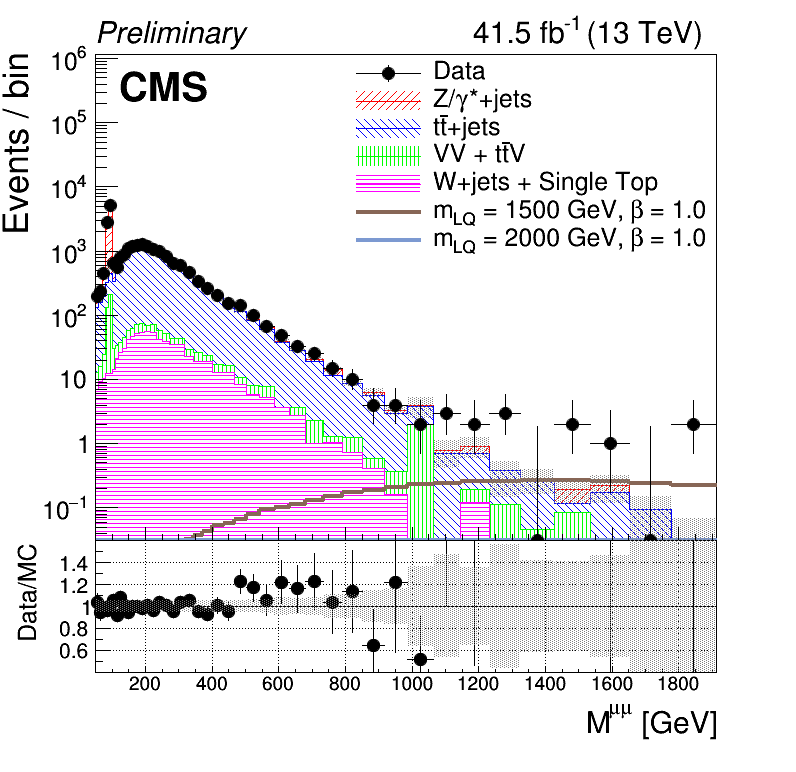 Preliminary 41.5 fb⁻¹ (13 TeV)
CMS
Events / bin
10⁶
10⁵
10⁴
10³
10²
10
1
10⁻¹
Data
Z/γ*+jets
tt̄+jets
VV + tt̄V
W+jets + Single Top
m_LQ = 1500 GeV, β = 1.0
m_LQ = 2000 GeV, β = 1.0
Data/MC
1.4
1.2
1
0.8
0.6
200 400 600 800 1000 1200 1400 1600 1800
M^μμ [GeV]